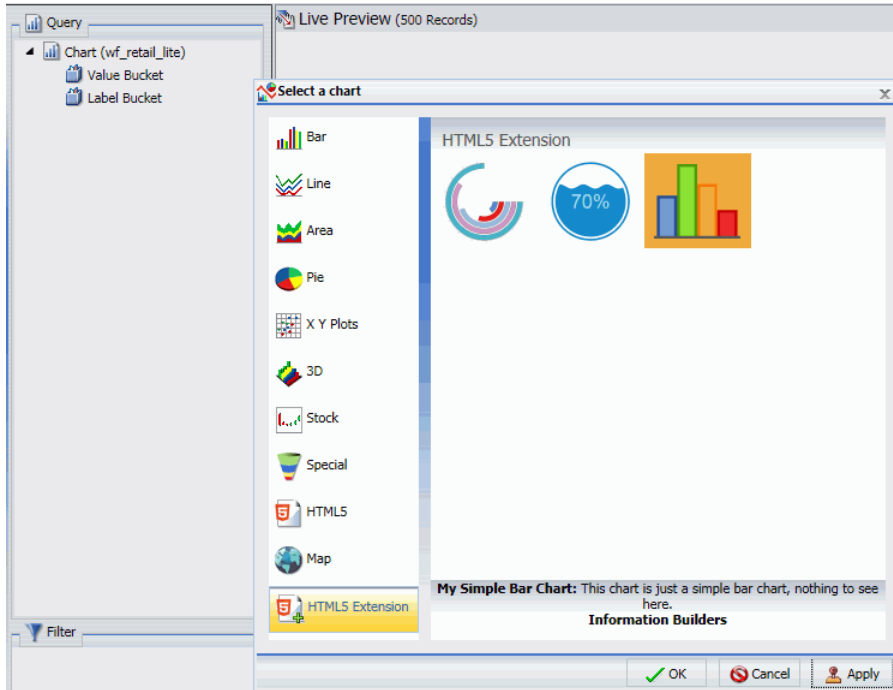 Query
Chart (wf_retail_lite)
Value Bucket
Label Bucket
Live Preview (500 Records)
Select a chart
x
Bar
Line
Area
Pie
X Y Plots
3D
Stock
Special
HTML5
Map
HTML5 Extension
HTML5 Extension
70%
My Simple Bar Chart: This chart is just a simple bar chart, nothing to see
here.
Information Builders
Filter
OK
Cancel
Apply